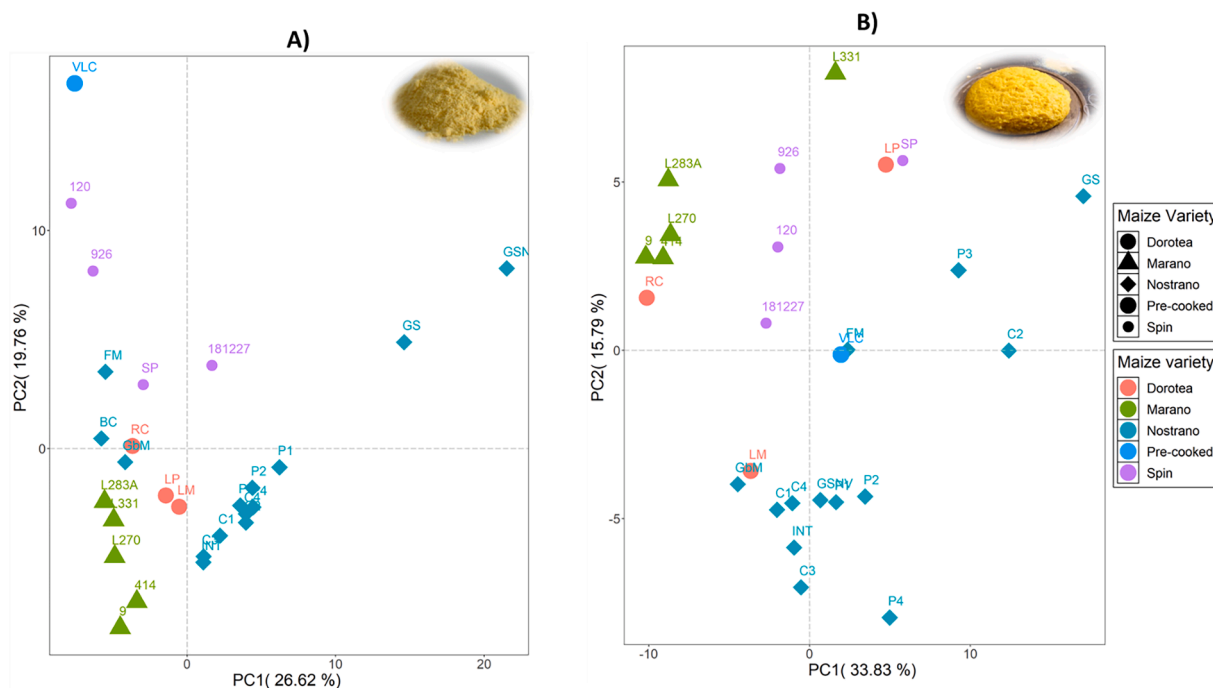 A)
VLC
120
926
GSN
GS
FM
181227
SP
BC
RC
GbM
P1
P2
LP
LM
L283A
L331
C1
L270
INT
414
9
10
0
0
10
20
PC2( 19.76 %)
PC1( 26.62 %)
B)
L331
926
LP
SP
L283A
GS
L270
120
9
414
P3
RC
181227
FM
VLC
C2
LM
GbM
C1
C4
GSNV
P1
P2
INT
C3
P4
5
0
-5
-10
0
10
PC2( 15.79 %)
PC1( 33.83 %)
Maize Variety
Dorotea
Marano
Nostrano
Pre-cooked
Spin
Maize variety
Dorotea
Marano
Nostrano
Pre-cooked
Spin